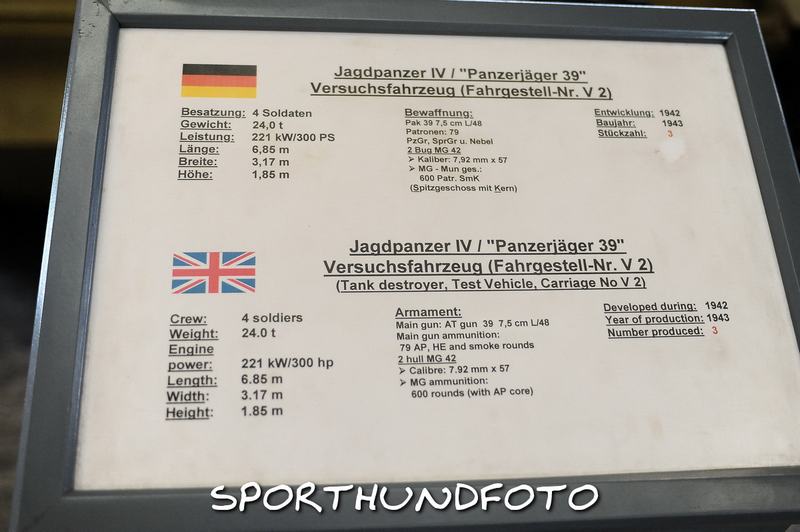 Jagdpanzer IV / "Panzerjäger 39"
Versuchsfahrzeug (Fahrgestell-Nr. V 2)
Besatzung: 4 Soldaten
Gewicht: 24,0 t
Leistung: 221 kW/300 PS
Länge: 6,85 m
Breite: 3,17 m
Höhe: 1,85 m
Bewaffnung:
Pak 39 7,5 cm L/48
Patronen: 79
PzGr, SprGr u. Nebel
2 Bug MG 42
➢ Kaliber: 7,92 mm x 57
➢ MG - Mun ges.:
600 Patr. SmK
(Spitzgeschoss mit Kern)
Entwicklung: 1942
Baujahr: 1943
Stückzahl: 3
Jagdpanzer IV / "Panzerjäger 39"
Versuchsfahrzeug (Fahrgestell-Nr. V 2)
(Tank destroyer, Test Vehicle, Carriage No V 2)
Crew: 4 soldiers
Weight: 24.0 t
Engine
power: 221 kW/300 hp
Length: 6.85 m
Width: 3.17 m
Height: 1.85 m
Armament:
Main gun: AT gun 39 7,5 cm L/48
Main gun ammunition:
79 AP, HE and smoke rounds
2 hull MG 42
➢ Calibre: 7.92 mm x 57
➢ MG ammunition:
600 rounds (with AP core)
Developed during: 1942
Year of production: 1943
Number produced: 3
SPORTHUNDFOTO